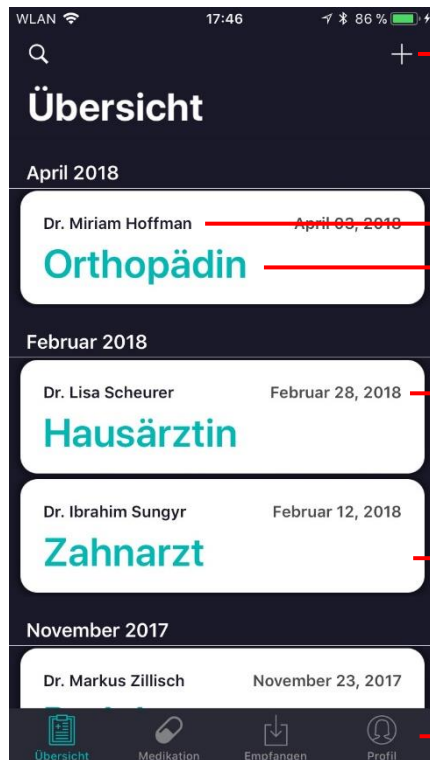 WLAN 17:46 86 %
Übersicht
April 2018
Dr. Miriam Hoffman April 03, 2018
Orthopädin
Februar 2018
Dr. Lisa Scheurer Februar 28, 2018
Hausärztin
Dr. Ibrahim Sungyr Februar 12, 2018
Zahnarzt
November 2017
Dr. Markus Zillisch November 23, 2017
Übersicht Medikation Empfangen Profil